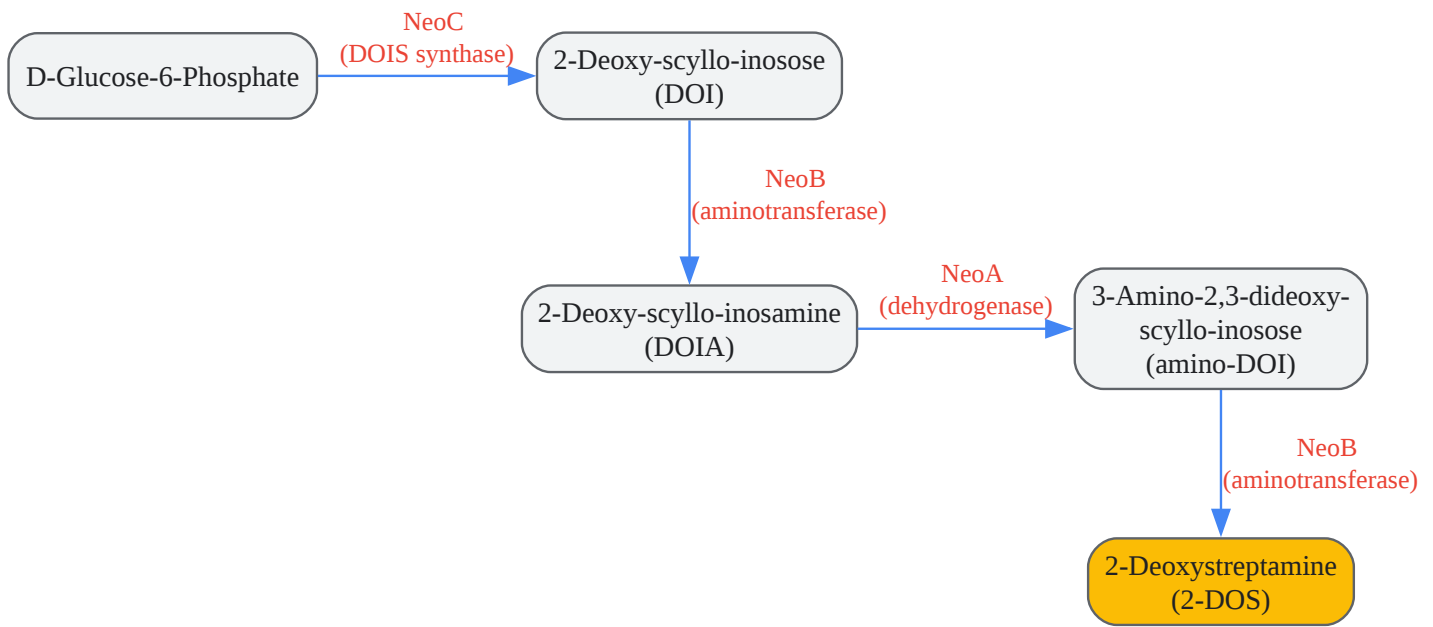 NeoC
(DOIS synthase)
D-Glucose-6-Phosphate
2-Deoxy-scyllo-inosose
(DOI)
NeoB
(aminotransferase)
2-Deoxy-scyllo-inosamine
(DOIA)
NeoA
(dehydrogenase)
3-Amino-2,3-dideoxy-
scyllo-inosose
(amino-DOI)
NeoB
(aminotransferase)
2-Deoxystreptamine
(2-DOS)